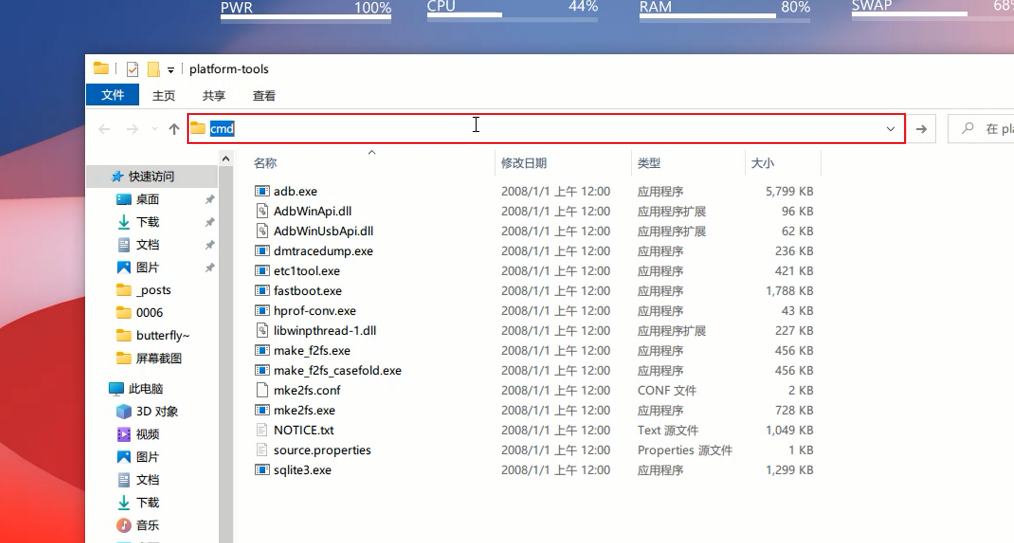 PWR 100% CPU 44% RAM 80% SWAP 68%
platform-tools
文件 主页 共享 查看
cmd 在 pla
名称 修改日期 类型 大小
快速访问
桌面
下载
文档
图片
_posts
0006
butterfly~
屏幕截图
此电脑
3D 对象
视频
图片
文档
下载
音乐
adb.exe 2008/1/1 上午 12:00 应用程序 5,799 KB
AdbWinApi.dll 2008/1/1 上午 12:00 应用程序扩展 96 KB
AdbWinUsbApi.dll 2008/1/1 上午 12:00 应用程序扩展 62 KB
dmtracedump.exe 2008/1/1 上午 12:00 应用程序 236 KB
etc1tool.exe 2008/1/1 上午 12:00 应用程序 421 KB
fastboot.exe 2008/1/1 上午 12:00 应用程序 1,788 KB
hprof-conv.exe 2008/1/1 上午 12:00 应用程序 43 KB
libwinpthread-1.dll 2008/1/1 上午 12:00 应用程序扩展 227 KB
make_f2fs.exe 2008/1/1 上午 12:00 应用程序 456 KB
make_f2fs_casefold.exe 2008/1/1 上午 12:00 应用程序 456 KB
mke2fs.conf 2008/1/1 上午 12:00 CONF 文件 2 KB
mke2fs.exe 2008/1/1 上午 12:00 应用程序 728 KB
NOTICE.txt 2008/1/1 上午 12:00 Text 源文件 1,049 KB
source.properties 2008/1/1 上午 12:00 Properties 源文件 1 KB
sqlite3.exe 2008/1/1 上午 12:00 应用程序 1,299 KB